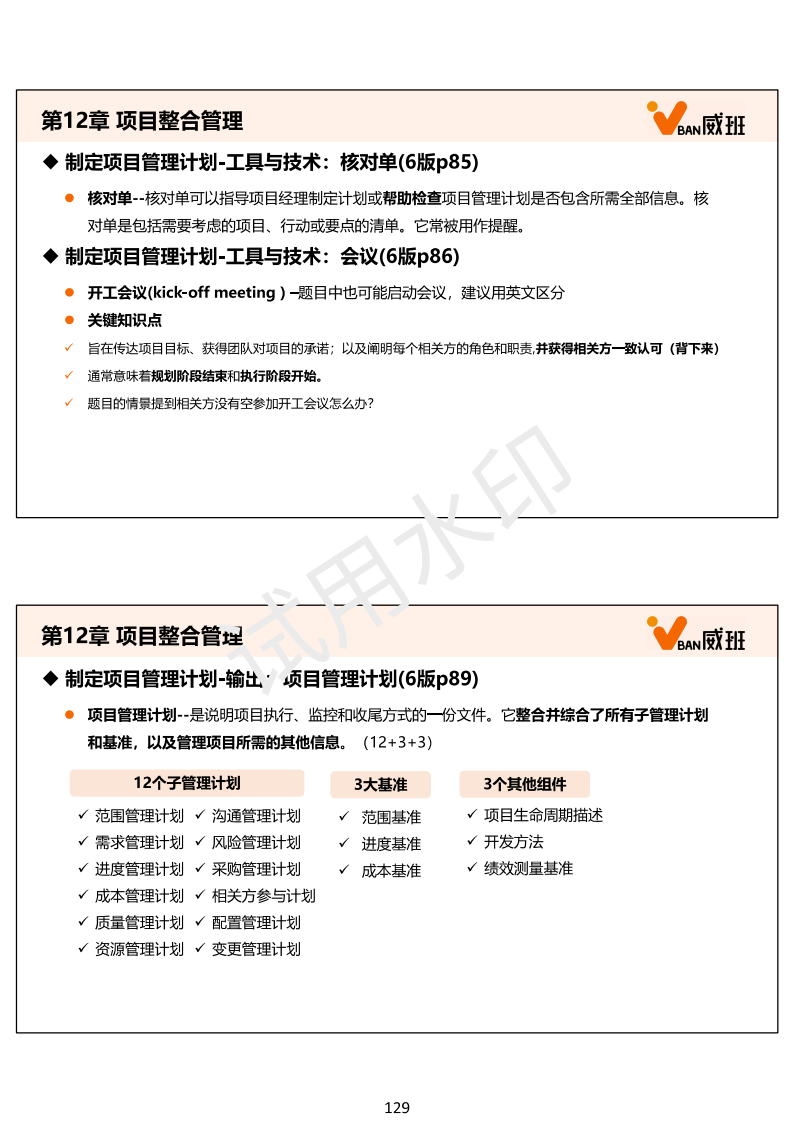 第12章 项目整合管理
VBAN威班
◆ 制定项目管理计划-工具与技术：核对单(6版p85)
● 核对单--核对单可以指导项目经理制定计划或帮助检查项目管理计划是否包含所需全部信息。核
对单是包括需要考虑的项目、行动或要点的清单。它常被用作提醒。
◆ 制定项目管理计划-工具与技术：会议(6版p86)
● 开工会议(kick-off meeting ) –题目中也可能启动会议，建议用英文区分
● 关键知识点
✓ 旨在传达项目目标、获得团队对项目的承诺；以及阐明每个相关方的角色和职责,并获得相关方一致认可（背下来）
✓ 通常意味着规划阶段结束和执行阶段开始。
✓ 题目的情景提到相关方没有空参加开工会议怎么办？
试用水印
第12章 项目整合管理
VBAN威班
◆ 制定项目管理计划-输出：项目管理计划(6版p89)
● 项目管理计划--是说明项目执行、监控和收尾方式的一份文件。它整合并综合了所有子管理计划
和基准，以及管理项目所需的其他信息。（12+3+3）
12个子管理计划
✓ 范围管理计划 ✓ 沟通管理计划
✓ 需求管理计划 ✓ 风险管理计划
✓ 进度管理计划 ✓ 采购管理计划
✓ 成本管理计划 ✓ 相关方参与计划
✓ 质量管理计划 ✓ 配置管理计划
✓ 资源管理计划 ✓ 变更管理计划
3大基准
✓ 范围基准
✓ 进度基准
✓ 成本基准
3个其他组件
✓ 项目生命周期描述
✓ 开发方法
✓ 绩效测量基准
129